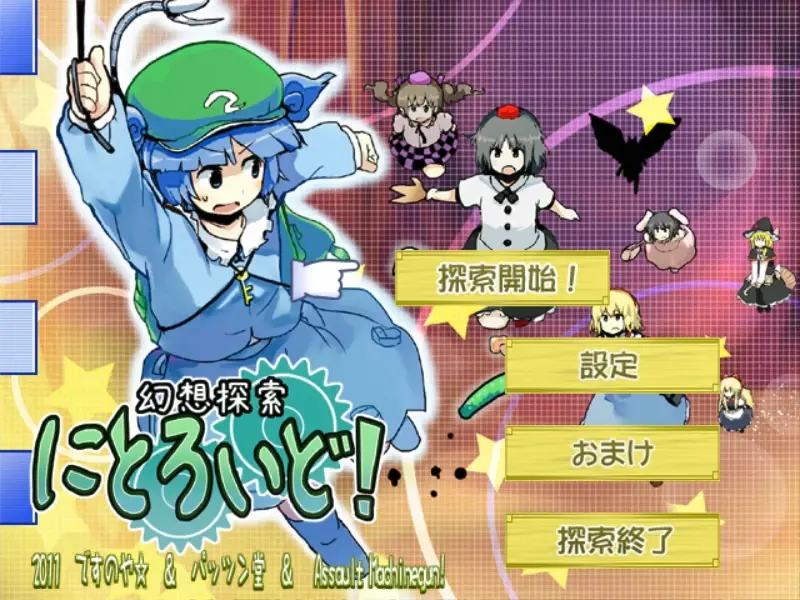 探索開始！
設定
おまけ
探索終了
幻想探索
にとろいど！
2011 ですのや☆ & パッツン堂 & Assault Machinegun!